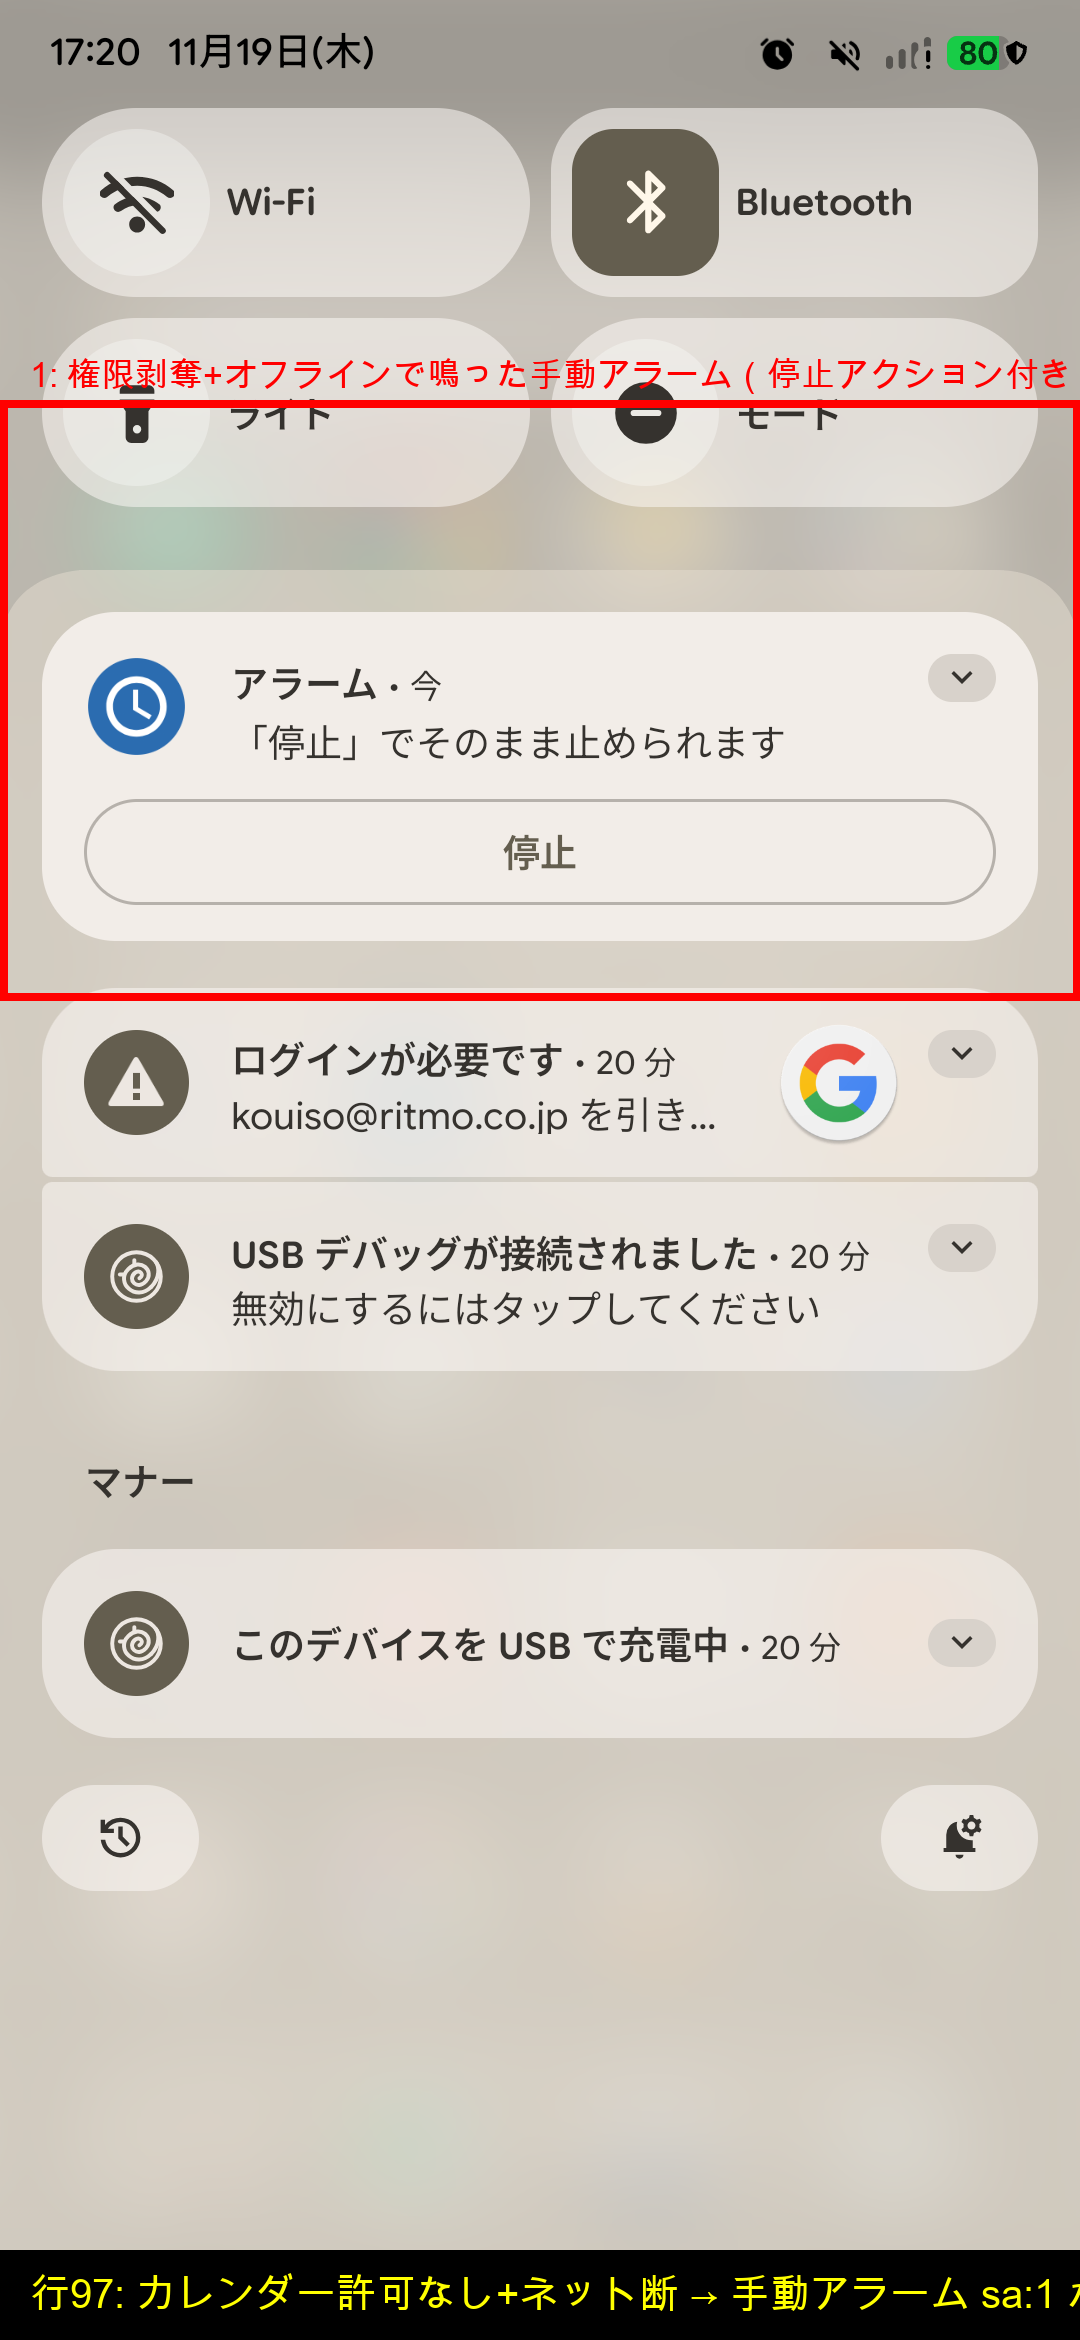 17:20 11月19日(木) 80
Wi-Fi
Bluetooth
1: 権限剥奪+オフラインで鳴った手動アラーム ( 停止アクション付き
ライト
モード
アラーム・今
「停止」でそのまま止められます
停止
ログインが必要です・20 分
kouiso@ritmo.co.jp を引き...
USB デバッグが接続されました・20 分
無効にするにはタップしてください
マナー
このデバイスを USB で充電中・20 分
行97: カレンダー許可なし+ネット断 → 手動アラーム sa:1